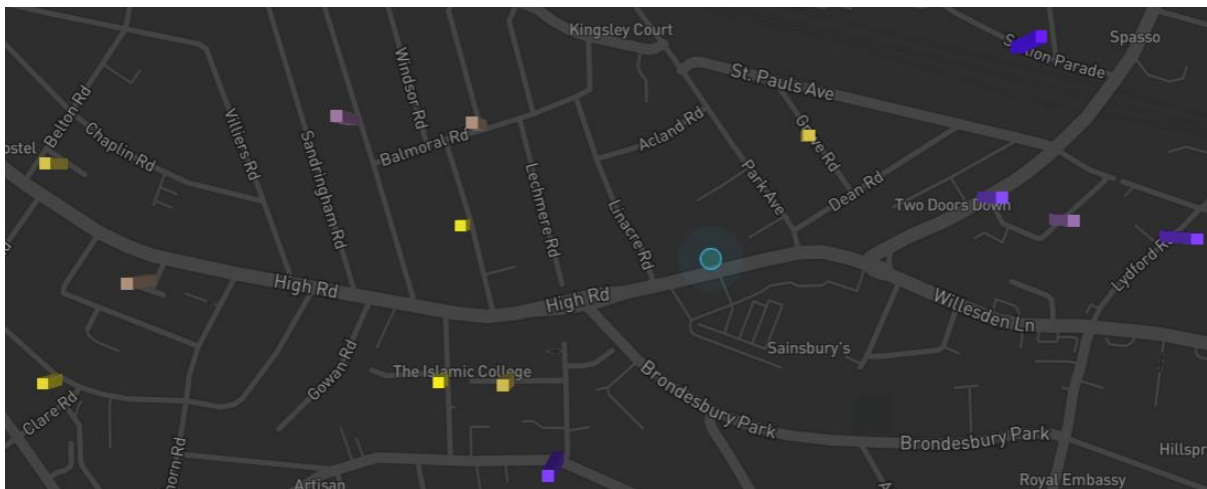 Kingsley Court
Spasso
Station Parade
St. Pauls Ave
Windsor Rd
Belton Rd
Villiers Rd
Chaplin Rd
Sandringham Rd
Balmoral Rd
Acland Rd
Grove Rd
ostel
Lechmere Rd
Linacre Rd
Park Ave
Dean Rd
Two Doors Down
Lydford Rd
High Rd
High Rd
Willesden Ln
Gowan Rd
The Islamic College
Sainsbury's
Clare Rd
Brondesbury Park
Brondesbury Park
Hillspr
horn Rd
Artisan
Royal Embassy